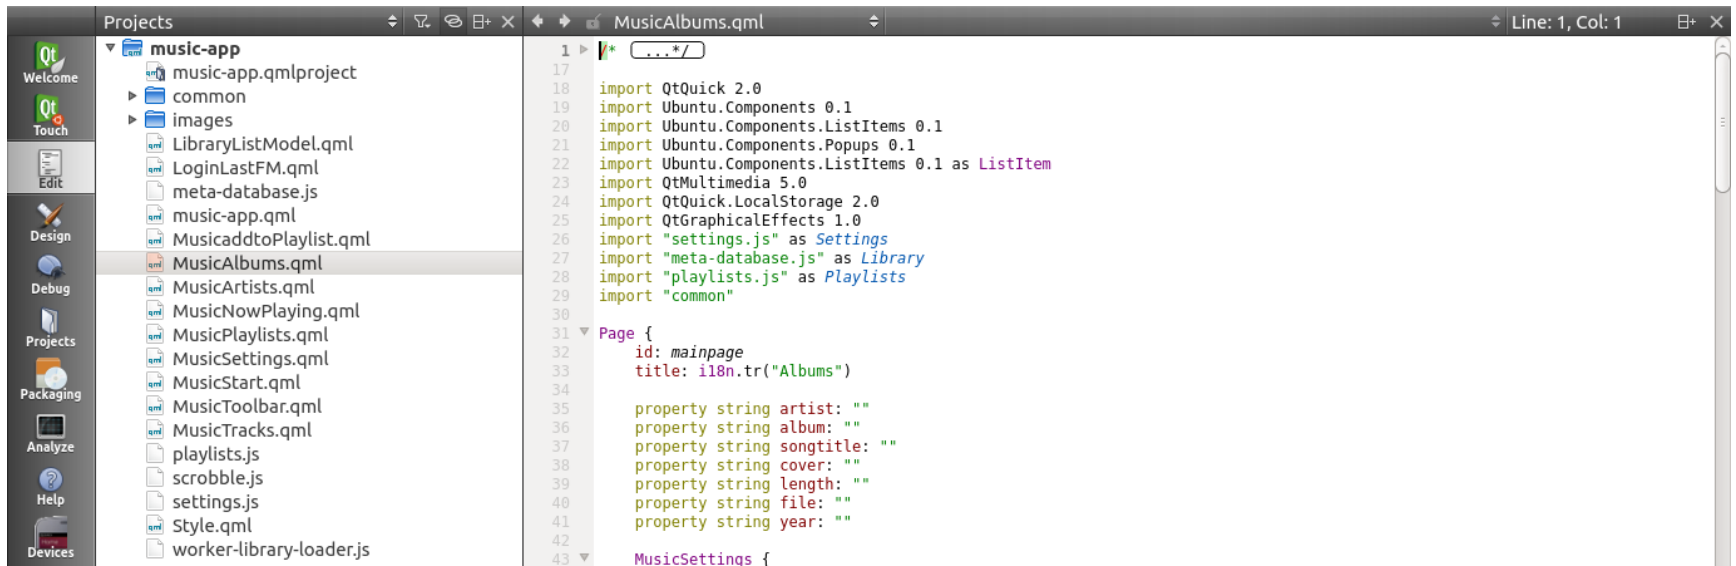 Projects
MusicAlbums.qml
Line: 1, Col: 1
Qt
Welcome
Qt
Touch
Edit
Design
Debug
Projects
Packaging
Analyze
Help
Devices
music-app
music-app.qmlproject
common
images
LibraryListModel.qml
LoginLastFM.qml
meta-database.js
music-app.qml
MusicaddtoPlaylist.qml
MusicAlbums.qml
MusicArtists.qml
MusicNowPlaying.qml
MusicPlaylists.qml
MusicSettings.qml
MusicStart.qml
MusicToolbar.qml
MusicTracks.qml
playlists.js
scrobble.js
settings.js
Style.qml
worker-library-loader.js
1 /* ...*/
17
18 import QtQuick 2.0
19 import Ubuntu.Components 0.1
20 import Ubuntu.Components.ListItems 0.1
21 import Ubuntu.Components.Popups 0.1
22 import Ubuntu.Components.ListItems 0.1 as ListItem
23 import QtMultimedia 5.0
24 import QtQuick.LocalStorage 2.0
25 import QtGraphicalEffects 1.0
26 import "settings.js" as Settings
27 import "meta-database.js" as Library
28 import "playlists.js" as Playlists
29 import "common"
30
31 Page {
32 id: mainpage
33 title: i18n.tr("Albums")
34
35 property string artist: ""
36 property string album: ""
37 property string songtitle: ""
38 property string cover: ""
39 property string length: ""
40 property string file: ""
41 property string year: ""
42
43 MusicSettings {